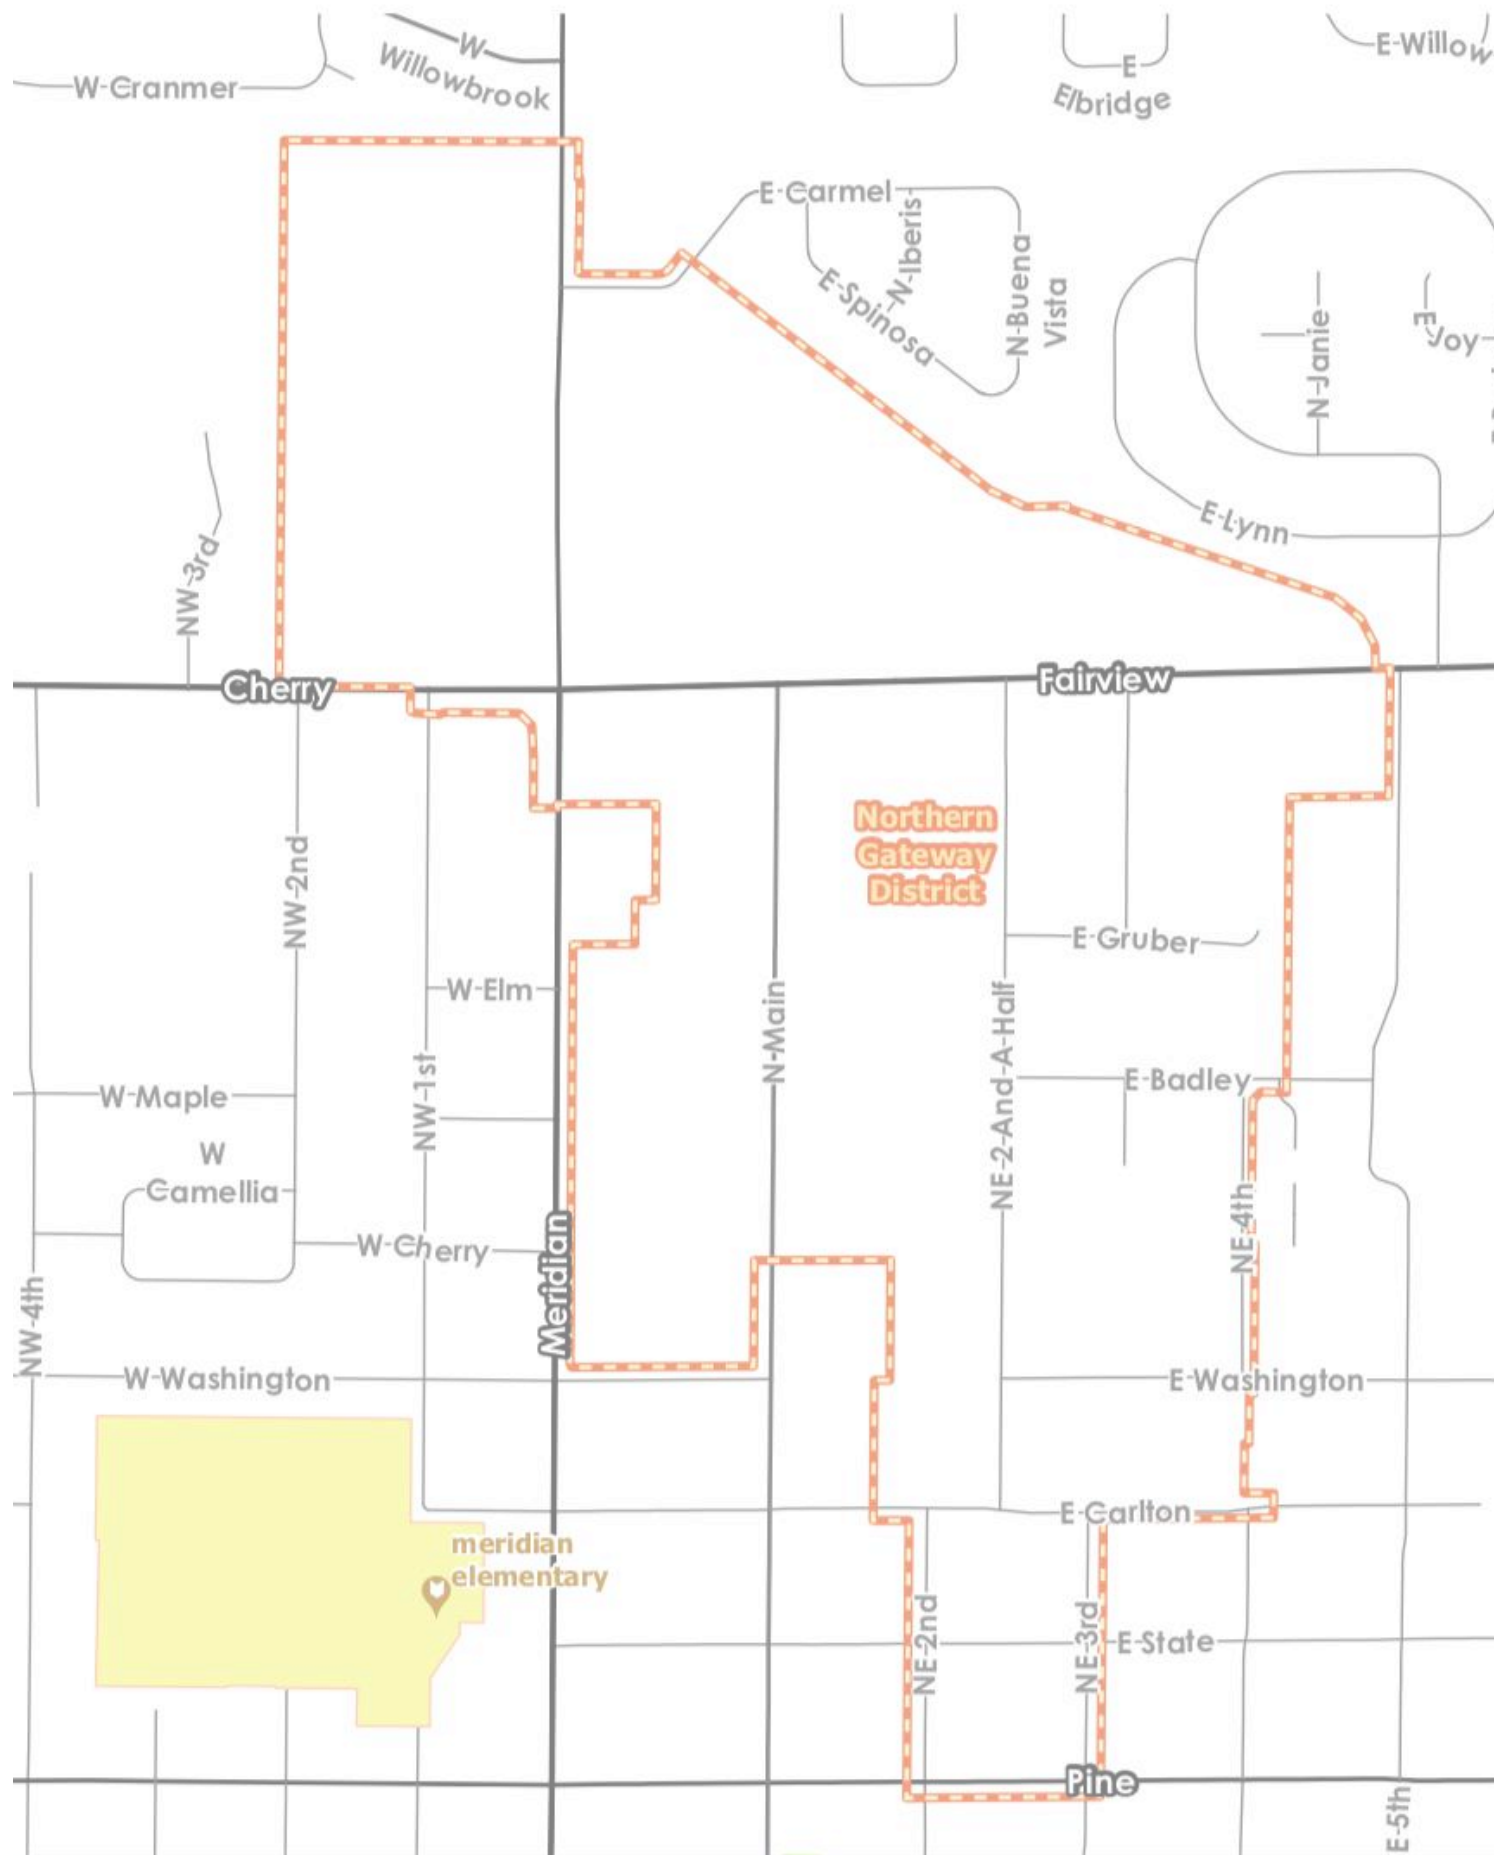 W
Willowbrook
W-Cranmer
E
Elbridge
E-Willow
E-Carmel
N-Iberis
E-Spinosa
N-Buena
Vista
N-Janie
E
Joy
E-Lynn
NW-3rd
Cherry
Fairview
Northern
Gateway
District
NW-2nd
E-Gruber
W-Elm
N-Main
NE-2-And-A-Half
NW-1st
E-Badley
W-Maple
W
Camellia
NE-4th
W-Cherry
Meridian
NW-4th
W-Washington
E-Washington
E-Carlton
meridian
elementary
NE-2nd
NE-3rd
E-State
Pine
E-5th